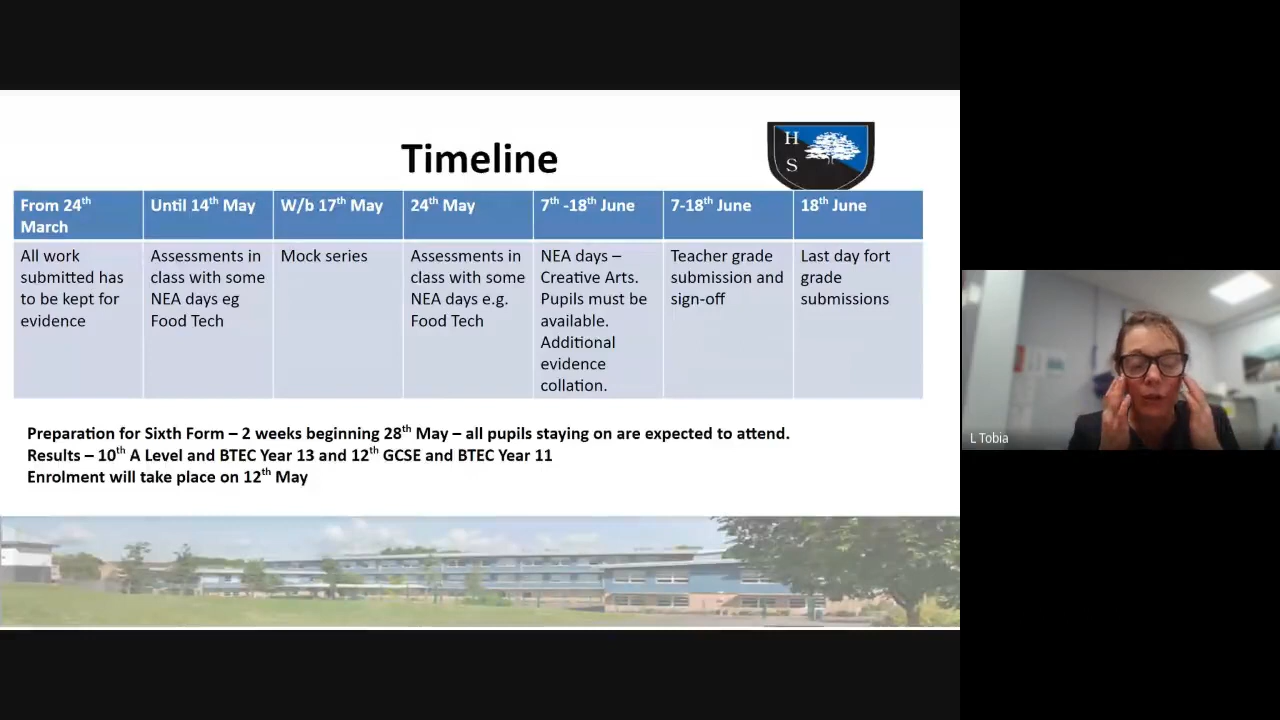 Timeline
H
S
From 24th
March
Until 14th May
W/b 17th May
24th May
7th -18th June
7-18th June
18th June
All work
submitted has
to be kept for
evidence
Assessments in
class with some
NEA days eg
Food Tech
Mock series
Assessments in
class with some
NEA days e.g.
Food Tech
NEA days –
Creative Arts.
Pupils must be
available.
Additional
evidence
collation.
Teacher grade
submission and
sign-off
Last day fort
grade
submissions
Preparation for Sixth Form – 2 weeks beginning 28th May – all pupils staying on are expected to attend.
Results – 10th A Level and BTEC Year 13 and 12th GCSE and BTEC Year 11
Enrolment will take place on 12th May
L Tobia